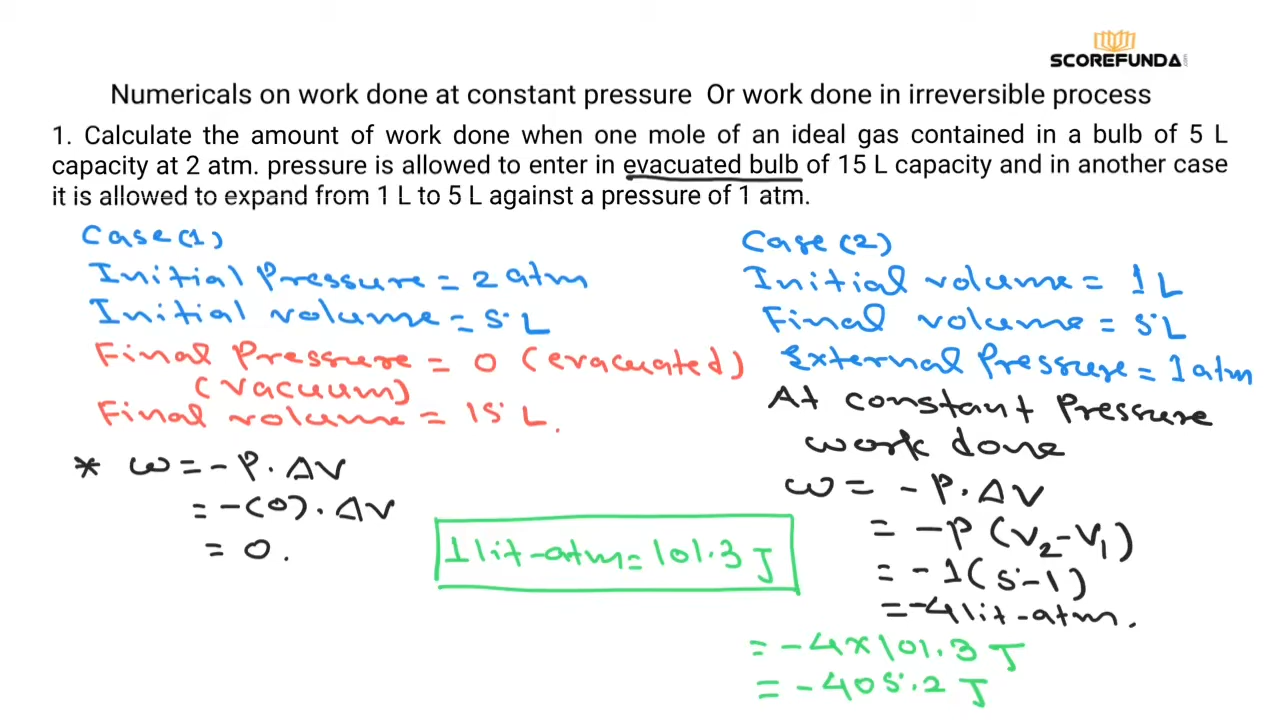 SCOREFUNDA.com
Numericals on work done at constant pressure Or work done in irreversible process
1. Calculate the amount of work done when one mole of an ideal gas contained in a bulb of 5 L
capacity at 2 atm. pressure is allowed to enter in evacuated bulb of 15 L capacity and in another case
it is allowed to expand from 1 L to 5 L against a pressure of 1 atm.
Case (1)
Initial Pressure = 2 atm
Initial volume = 5 L
Final Pressure = 0 (evacuated)
(vacuum)
Final volume = 15 L.
* w = - P . ΔV
= -(0) . ΔV
= 0.
1 lit-atm = 101.3 J
Case (2)
Initial volume = 1 L
Final volume = 5 L
External Pressure = 1 atm
At constant Pressure
work done
w = - P . ΔV
= - P (V₂ - V₁)
= - 1 (5 - 1)
= -4 lit-atm.
= - 4 x 101.3 J
= - 405.2 J